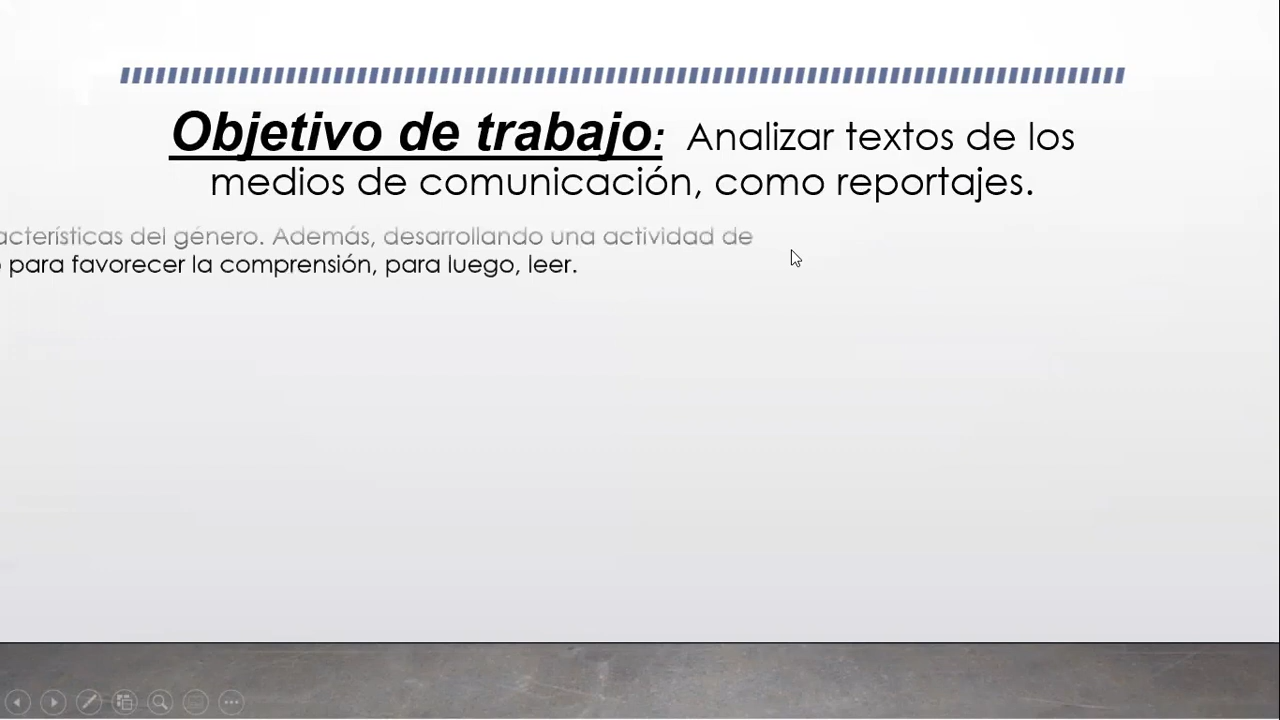 Objetivo de trabajo: Analizar textos de los
medios de comunicación, como reportajes.
del género. Además, desarrollando una actividad de
para favorecer la comprensión, para luego, leer.